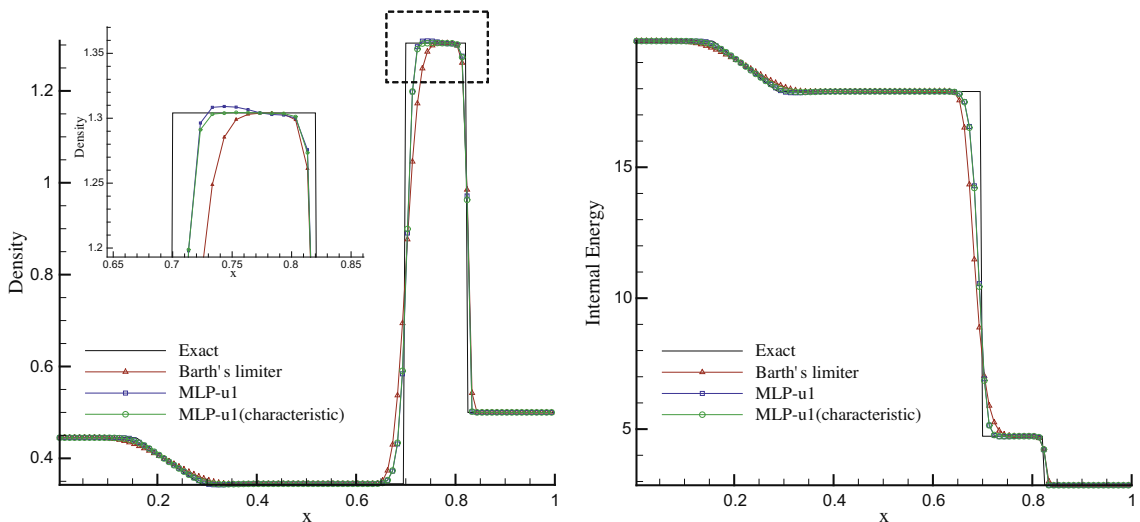 1.35
1.3
Density
1.25
1.2
0.65
0.7
0.75
0.8
0.85
x
1.2
1
0.8
0.6
0.4
Density
Exact
Barth's limiter
MLP-u1
MLP-u1(characteristic)
0.2
0.4
0.6
0.8
1
x
15
10
5
Internal Energy
Exact
Barth's limiter
MLP-u1
MLP-u1(characteristic)
0.2
0.4
0.6
0.8
1
x